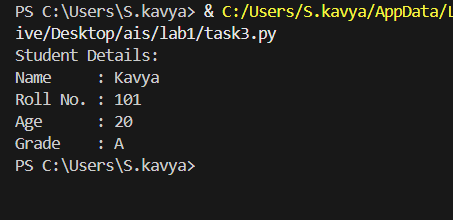 PS C:\Users\S.kavya> & C:/Users/S.kavya/AppData/L
ive/Desktop/ais/lab1/task3.py
Student Details:
Name     : Kavya
Roll No. : 101
Age      : 20
Grade    : A
PS C:\Users\S.kavya>